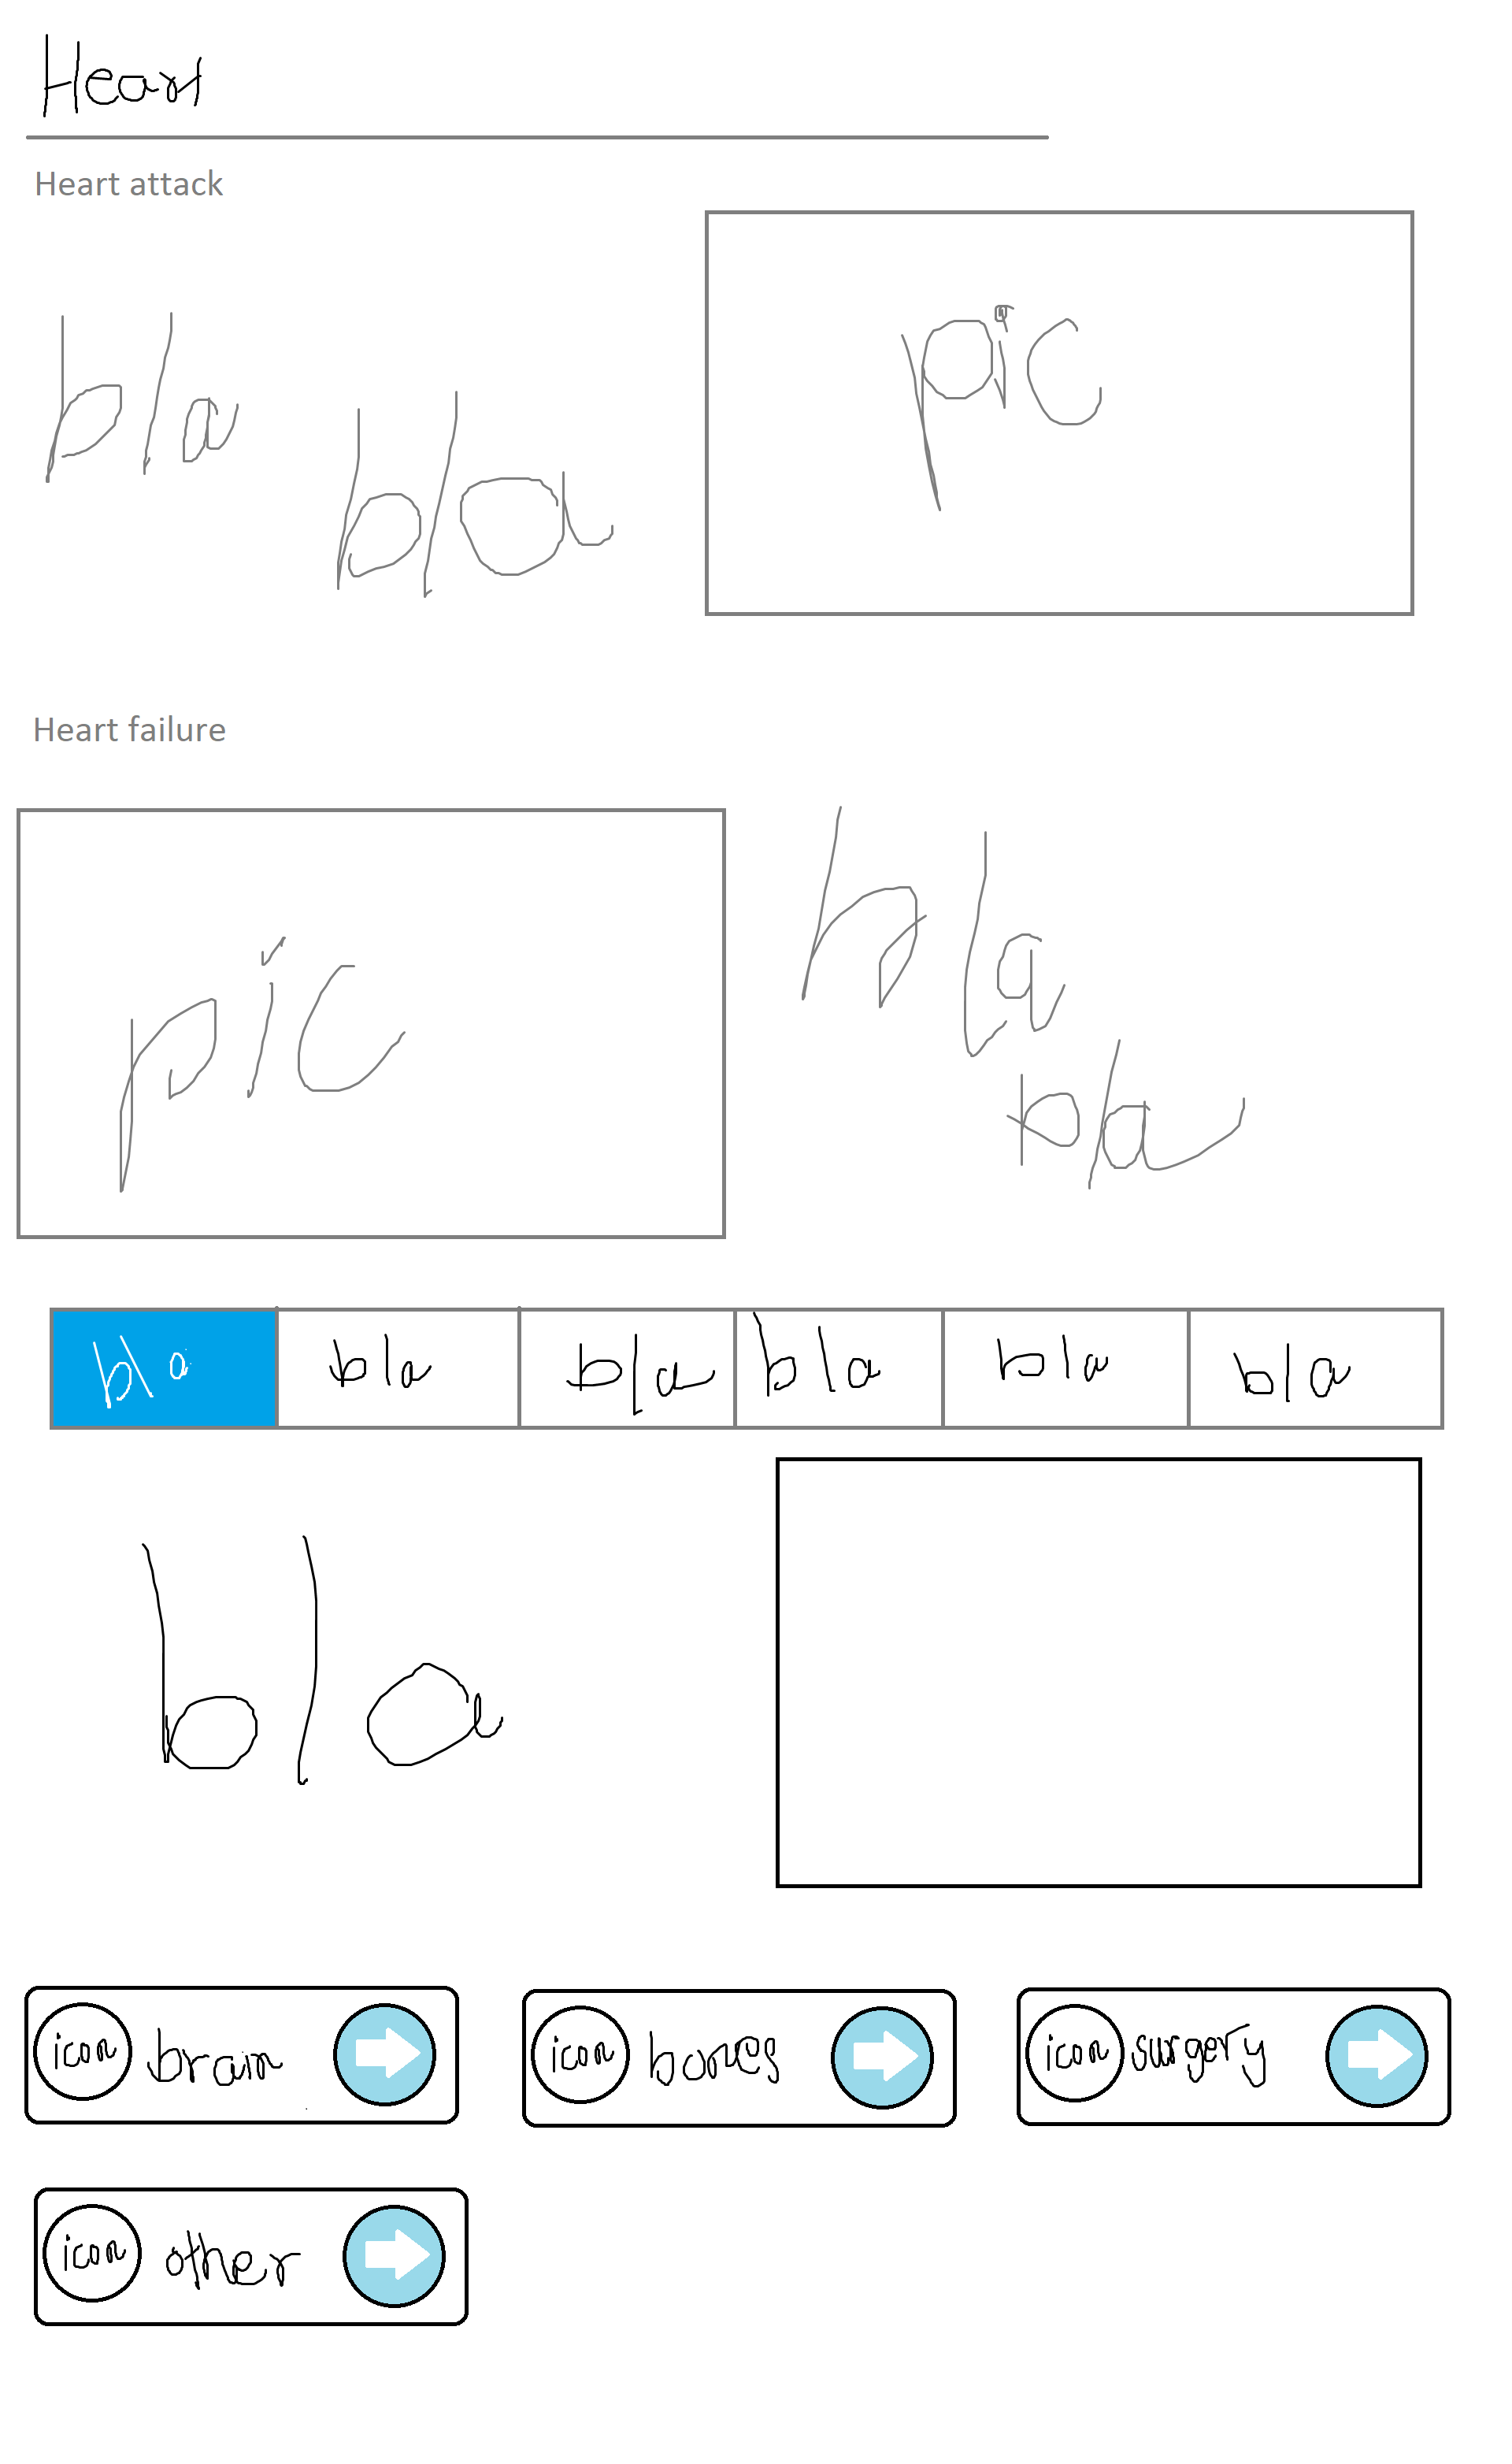 Heart
Heart attack
bla
bla
pic
Heart failure
pic
bla
bla
bla bla bla bla bla bla
bla
icon brain
icon bones
icon surgery
icon other